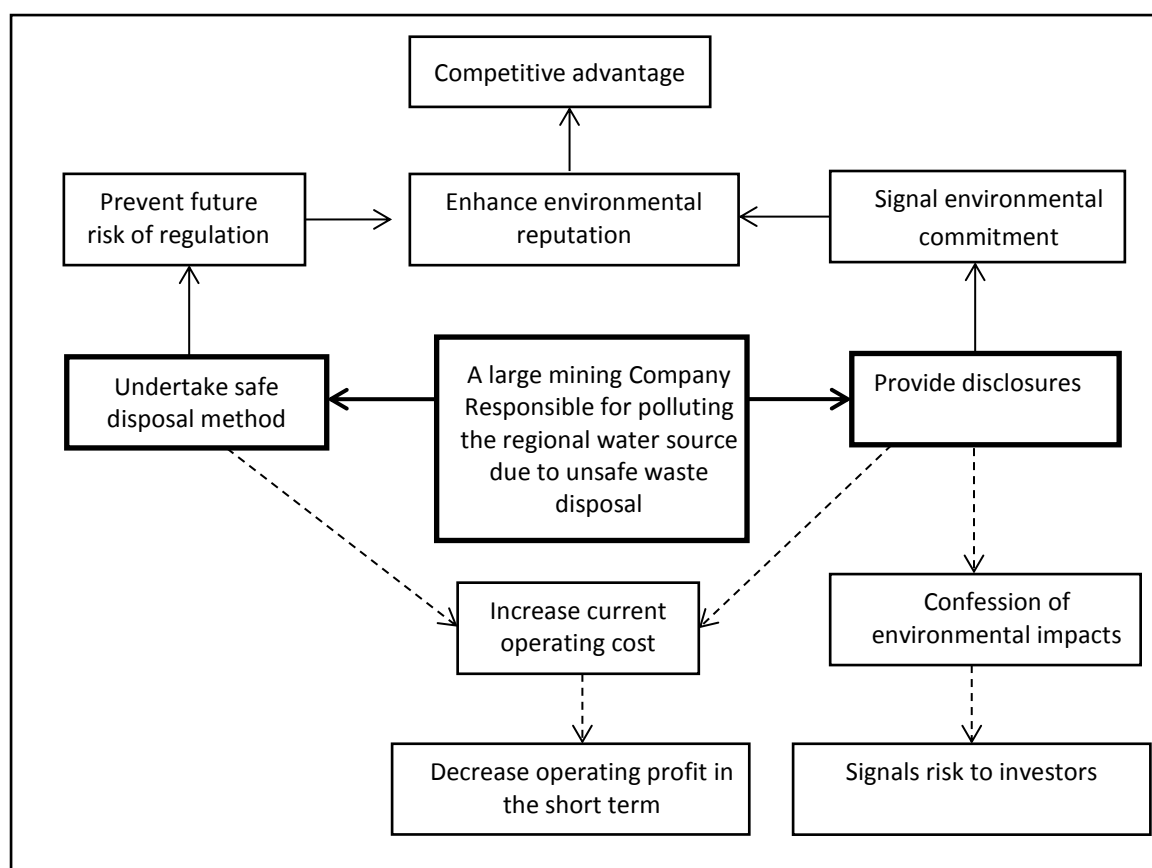 Competitive advantage
Prevent future
risk of regulation
Enhance environmental
reputation
Signal environmental
commitment
Undertake safe
disposal method
A large mining Company
Responsible for polluting
the regional water source
due to unsafe waste
disposal
Provide disclosures
Increase current
operating cost
Confession of
environmental impacts
Decrease operating profit in
the short term
Signals risk to investors